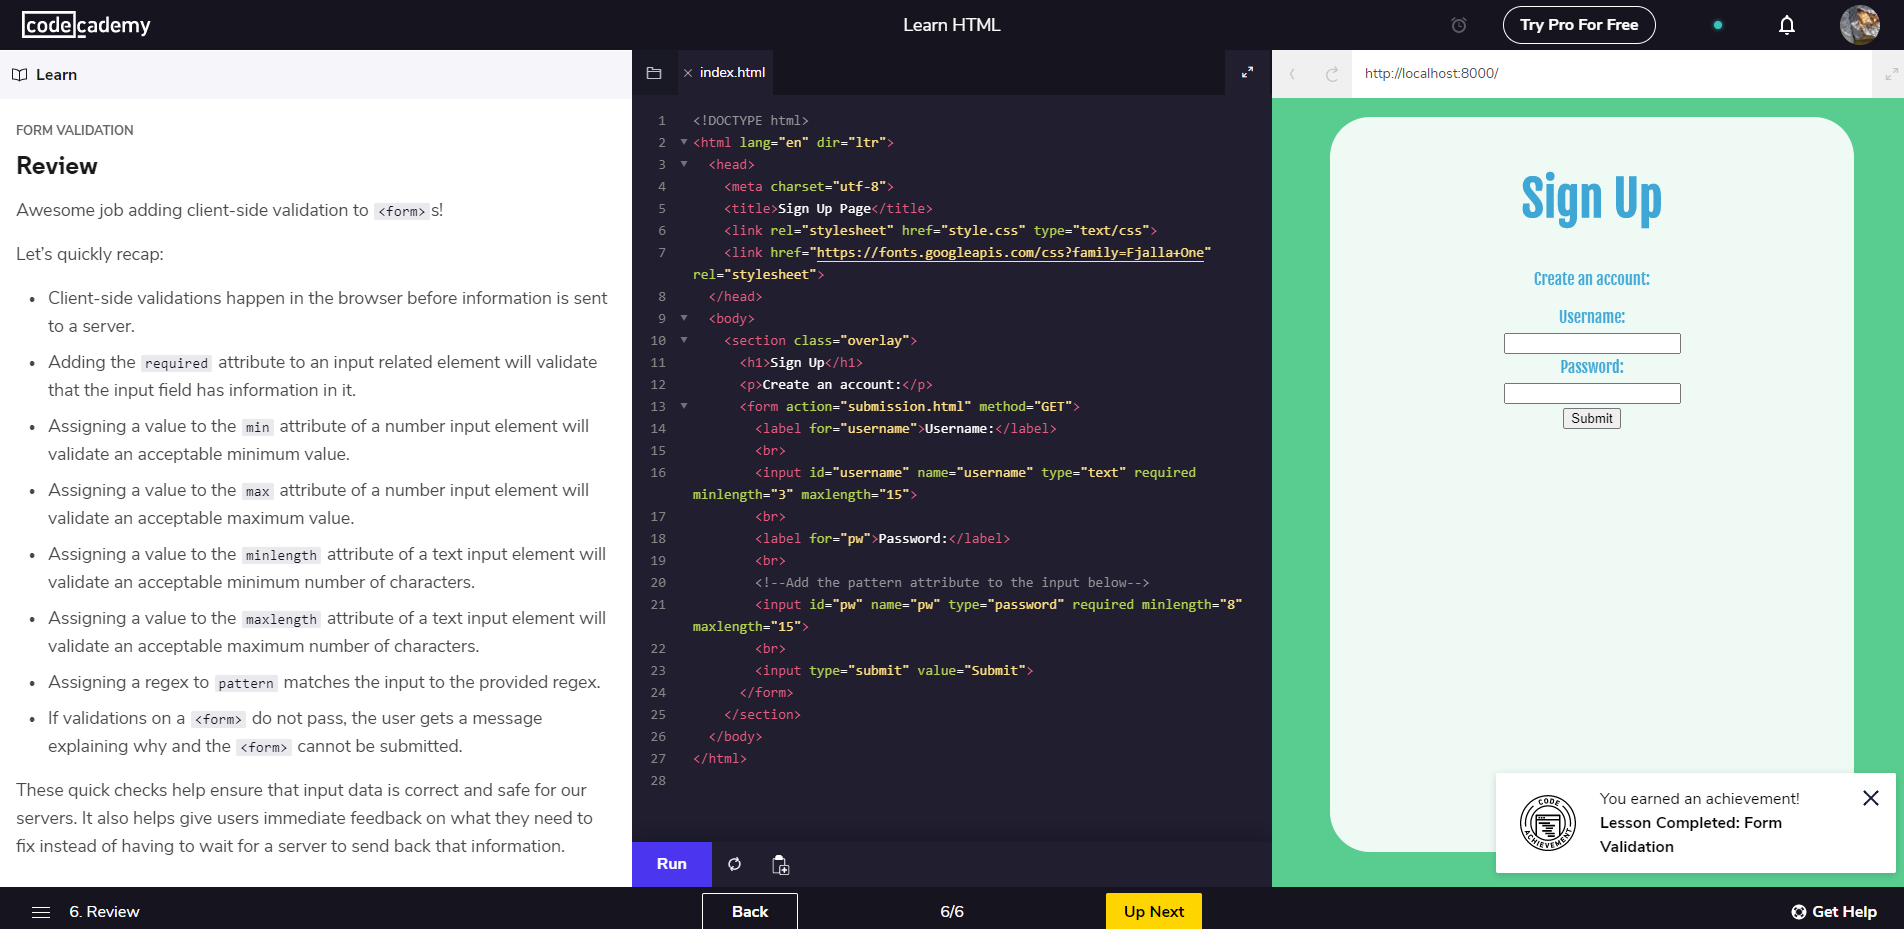 codecademy
Learn HTML
Try Pro For Free
Learn
FORM VALIDATION
Review
Awesome job adding client-side validation to <form> s!
Let’s quickly recap:
• Client-side validations happen in the browser before information is sent
to a server.
• Adding the required attribute to an input related element will validate
that the input field has information in it.
• Assigning a value to the min attribute of a number input element will
validate an acceptable minimum value.
• Assigning a value to the max attribute of a number input element will
validate an acceptable maximum value.
• Assigning a value to the minlength attribute of a text input element will
validate an acceptable minimum number of characters.
• Assigning a value to the maxlength attribute of a text input element will
validate an acceptable maximum number of characters.
• Assigning a regex to pattern matches the input to the provided regex.
• If validations on a <form> do not pass, the user gets a message
explaining why and the <form> cannot be submitted.
These quick checks help ensure that input data is correct and safe for our
servers. It also helps give users immediate feedback on what they need to
fix instead of having to wait for a server to send back that information.
index.html
1 <!DOCTYPE html>
2 <html lang="en" dir="ltr">
3 <head>
4 <meta charset="utf-8">
5 <title>Sign Up Page</title>
6 <link rel="stylesheet" href="style.css" type="text/css">
7 <link href="https://fonts.googleapis.com/css?family=Fjalla+One"
rel="stylesheet">
8 </head>
9 <body>
10 <section class="overlay">
11 <h1>Sign Up</h1>
12 <p>Create an account:</p>
13 <form action="submission.html" method="GET">
14 <label for="username">Username:</label>
15 <br>
16 <input id="username" name="username" type="text" required
minlength="3" maxlength="15">
17 <br>
18 <label for="pw">Password:</label>
19 <br>
20 <!--Add the pattern attribute to the input below-->
21 <input id="pw" name="pw" type="password" required minlength="8"
maxlength="15">
22 <br>
23 <input type="submit" value="Submit">
24 </form>
25 </section>
26 </body>
27 </html>
28
Run
http://localhost:8000/
Sign Up
Create an account:
Username:
Password:
Submit
CODE
ACHIEVEMENT
You earned an achievement!
Lesson Completed: Form
Validation
6. Review
Back
6/6
Up Next
Get Help